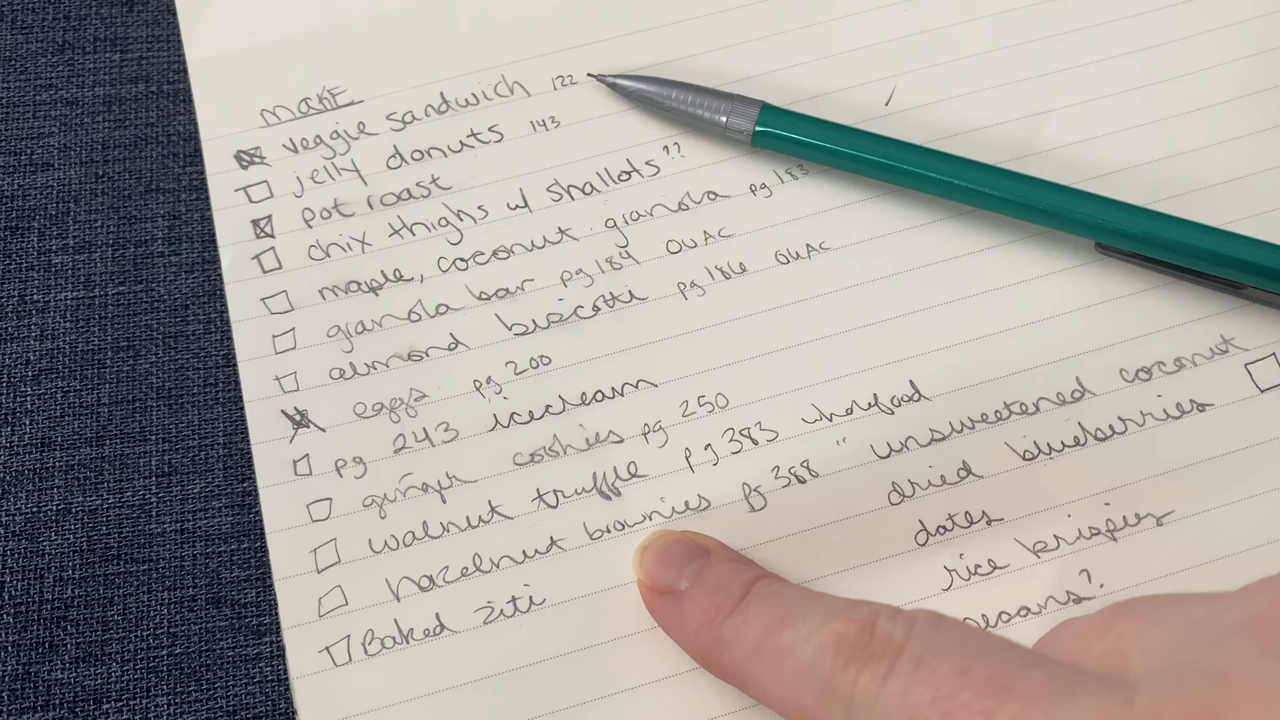 MAKE
veggie sandwich 122
jelly donuts 143
pot roast
chix thighs w/ shallots??
maple, coconut granola pg 183
granola bar pg 184 OUAC
almond biscotti pg 186 OUAC
eggs pg 200
pg 243 icecream
ginger cookies pg 250
walnut truffle pg 383 wholefood
hazelnut brownies pg 388 "
Baked ziti
unsweetened coconut
dried blueberries
dates
rice krispies
pecans?